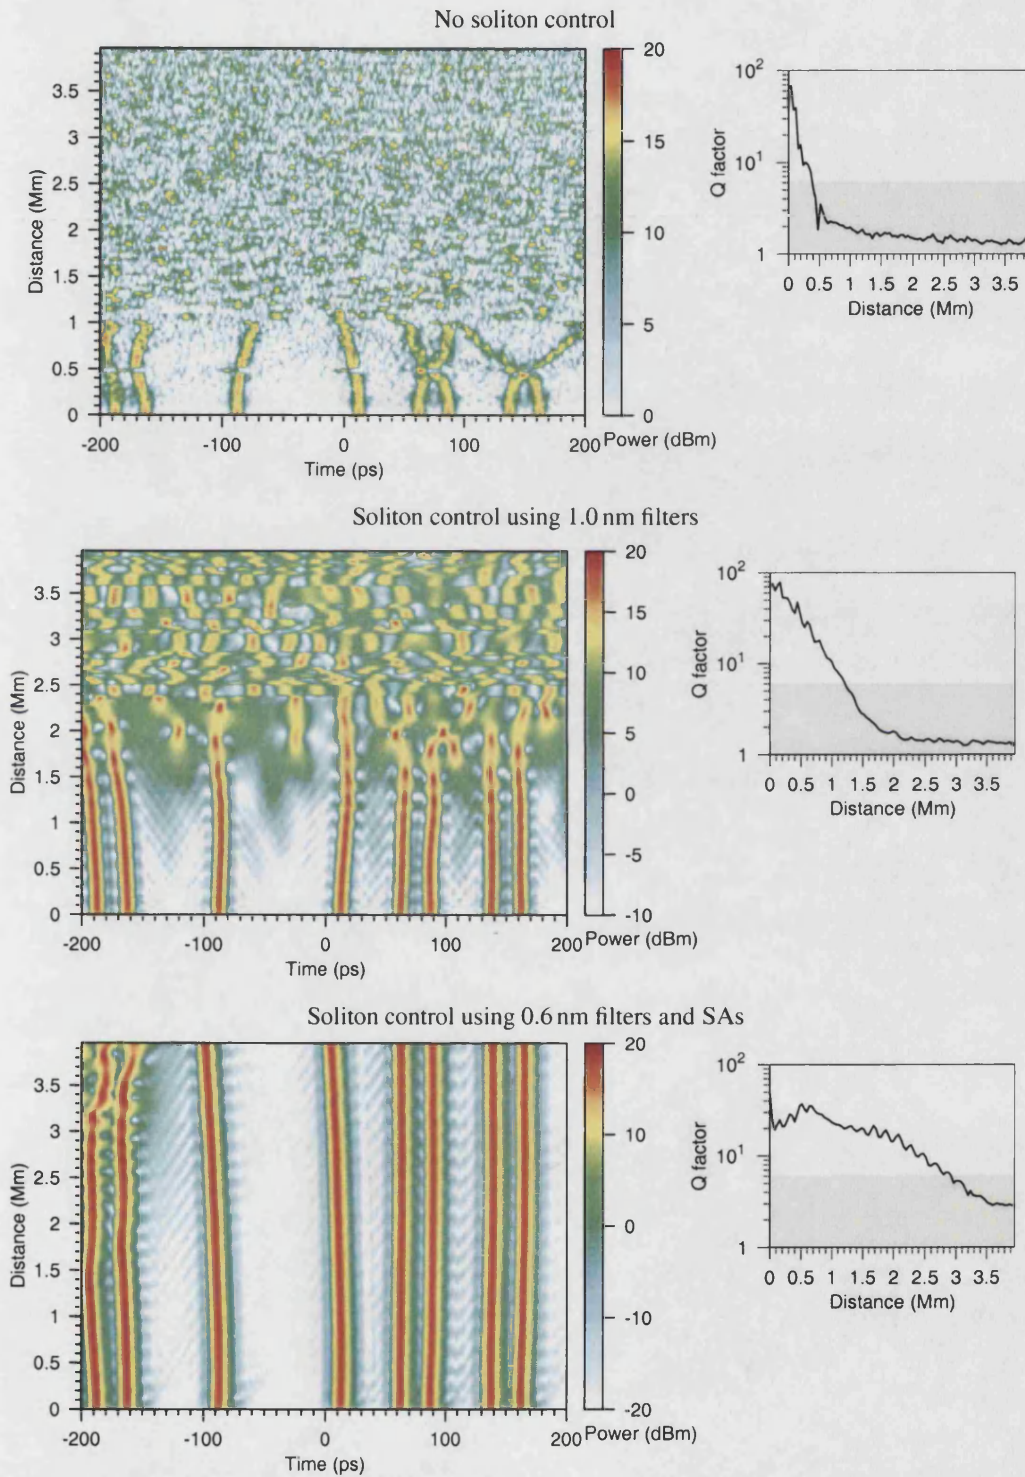 No soliton control
20
15
10
5
0
3.5
3
2.5
2
1.5
1
0.5
0
Distance (Mm)
-200 -100 0 100 200 Power (dBm)
Time (ps)
10²
10¹
1
Q factor
0 0.5 1 1.5 2 2.5 3 3.5
Distance (Mm)
Soliton control using 1.0 nm filters
20
15
10
5
0
-5
-10
3.5
3
2.5
2
1.5
1
0.5
0
Distance (Mm)
-200 -100 0 100 200 Power (dBm)
Time (ps)
10²
10¹
1
Q factor
0 0.5 1 1.5 2 2.5 3 3.5
Distance (Mm)
Soliton control using 0.6 nm filters and SAs
20
10
0
-10
-20
3.5
3
2.5
2
1.5
1
0.5
0
Distance (Mm)
-200 -100 0 100 200 Power (dBm)
Time (ps)
10²
10¹
1
Q factor
0 0.5 1 1.5 2 2.5 3 3.5
Distance (Mm)